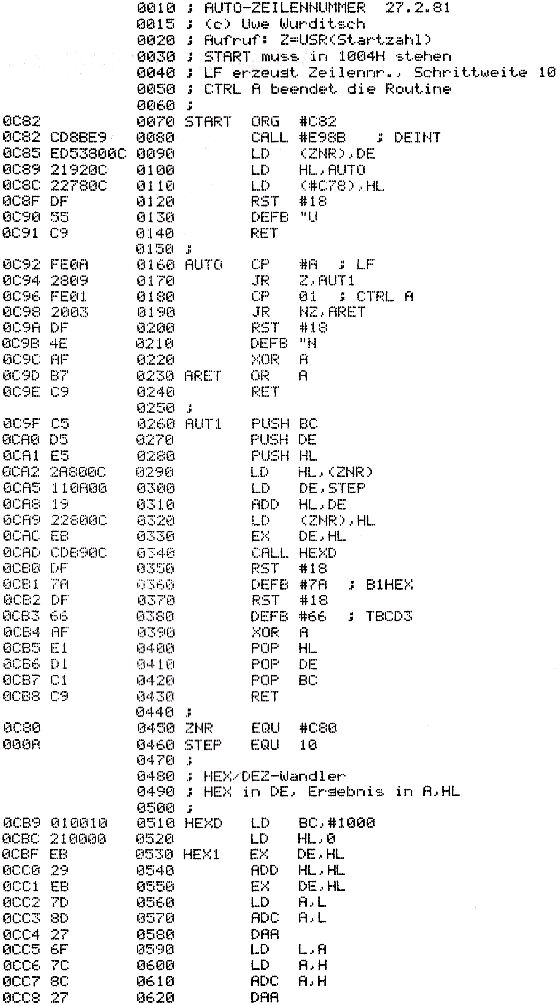 0010 ; AUTO-ZEILENNUMMER 27.2.81
0015 ; (c) Uwe Wurditsch
0020 ; Aufruf: Z=USR(Startzahl)
0030 ; START muss in 1004H stehen
0040 ; LF erzeugt Zeilennr., Schrittweite 10
0050 ; CTRL A beendet die Routine
0060 ;
0C82 0070 START ORG #C82
0C82 CD8BE9 0080 CALL #E98B ; DEINT
0C85 ED53800C 0090 LD (ZNR),DE
0C89 21920C 0100 LD HL,AUTO
0C8C 22780C 0110 LD (#C78),HL
0C8F DF 0120 RST #18
0C90 55 0130 DEFB "U
0C91 C9 0140 RET
0150 ;
0C92 FE0A 0160 AUTO CP #A ; LF
0C94 2809 0170 JR Z,AUT1
0C96 FE01 0180 CP 01 ; CTRL A
0C98 2003 0190 JR NZ,ARET
0C9A DF 0200 RST #18
0C9B 4E 0210 DEFB "N
0C9C AF 0220 XOR A
0C9D B7 0230 ARET OR A
0C9E C9 0240 RET
0250 ;
0C9F C5 0260 AUT1 PUSH BC
0CA0 D5 0270 PUSH DE
0CA1 E5 0280 PUSH HL
0CA2 2A800C 0290 LD HL,(ZNR)
0CA5 110A00 0300 LD DE,STEP
0CA8 19 0310 ADD HL,DE
0CA9 22800C 0320 LD (ZNR),HL
0CAC EB 0330 EX DE,HL
0CAD CDB90C 0340 CALL HEXD
0CB0 DF 0350 RST #18
0CB1 7A 0360 DEFB #7A ; B1HEX
0CB2 DF 0370 RST #18
0CB3 66 0380 DEFB #66 ; TBCD3
0CB4 AF 0390 XOR A
0CB5 E1 0400 POP HL
0CB6 D1 0410 POP DE
0CB7 C1 0420 POP BC
0CB8 C9 0430 RET
0440 ;
0C80 0450 ZNR EQU #C80
000A 0460 STEP EQU 10
0470 ;
0480 ; HEX/DEZ-Wandler
0490 ; HEX in DE, Ergebnis in A,HL
0500 ;
0CB9 010010 0510 HEXD LD BC,#1000
0CBC 210000 0520 LD HL,0
0CBF EB 0530 HEX1 EX DE,HL
0CC0 29 0540 ADD HL,HL
0CC1 EB 0550 EX DE,HL
0CC2 7D 0560 LD A,L
0CC3 8D 0570 ADC A,L
0CC4 27 0580 DAA
0CC5 6F 0590 LD L,A
0CC6 7C 0600 LD A,H
0CC7 8C 0610 ADC A,H
0CC8 27 0620 DAA